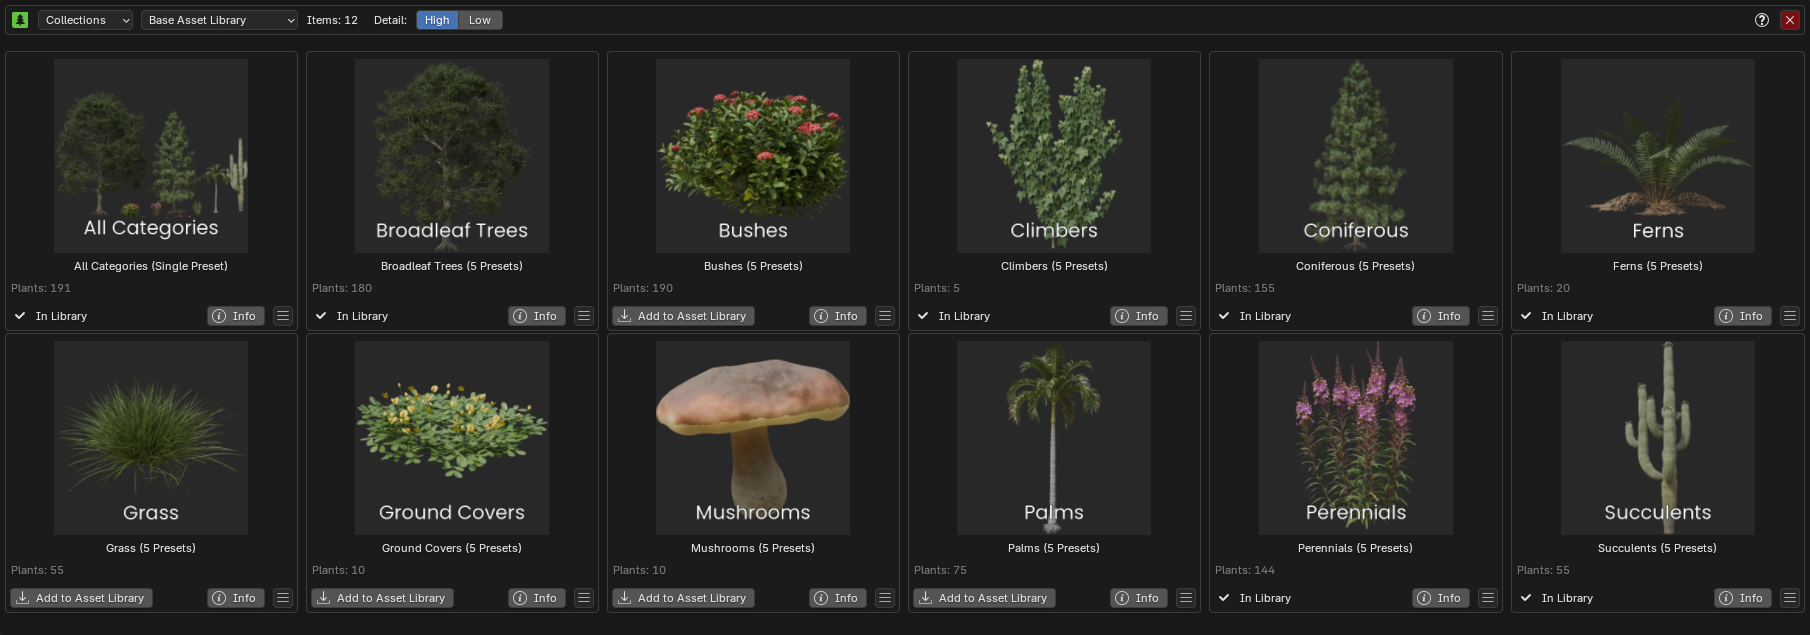 Collections Base Asset Library Items: 12 Detail: High Low
All Categories
All Categories (Single Preset)
Plants: 191
In Library Info
Broadleaf Trees
Broadleaf Trees (5 Presets)
Plants: 180
In Library Info
Bushes
Bushes (5 Presets)
Plants: 190
Add to Asset Library Info
Climbers
Climbers (5 Presets)
Plants: 5
In Library Info
Coniferous
Coniferous (5 Presets)
Plants: 155
In Library Info
Ferns
Ferns (5 Presets)
Plants: 20
In Library Info
Grass
Grass (5 Presets)
Plants: 55
Add to Asset Library Info
Ground Covers
Ground Covers (5 Presets)
Plants: 10
Add to Asset Library Info
Mushrooms
Mushrooms (5 Presets)
Plants: 10
Add to Asset Library Info
Palms
Palms (5 Presets)
Plants: 75
Add to Asset Library Info
Perennials
Perennials (5 Presets)
Plants: 144
In Library Info
Succulents
Succulents (5 Presets)
Plants: 55
In Library Info